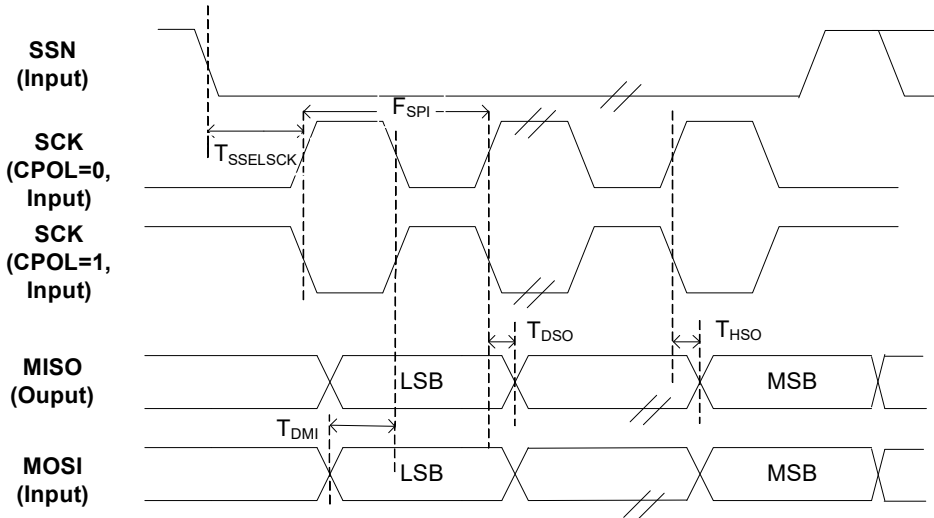 SSN
(Input)
F_SPI
SCK
(CPOL=0,
Input)
T_SSELSCK
SCK
(CPOL=1,
Input)
T_DSO
T_HSO
MISO
(Ouput)
LSB
MSB
T_DMI
MOSI
(Input)
LSB
MSB